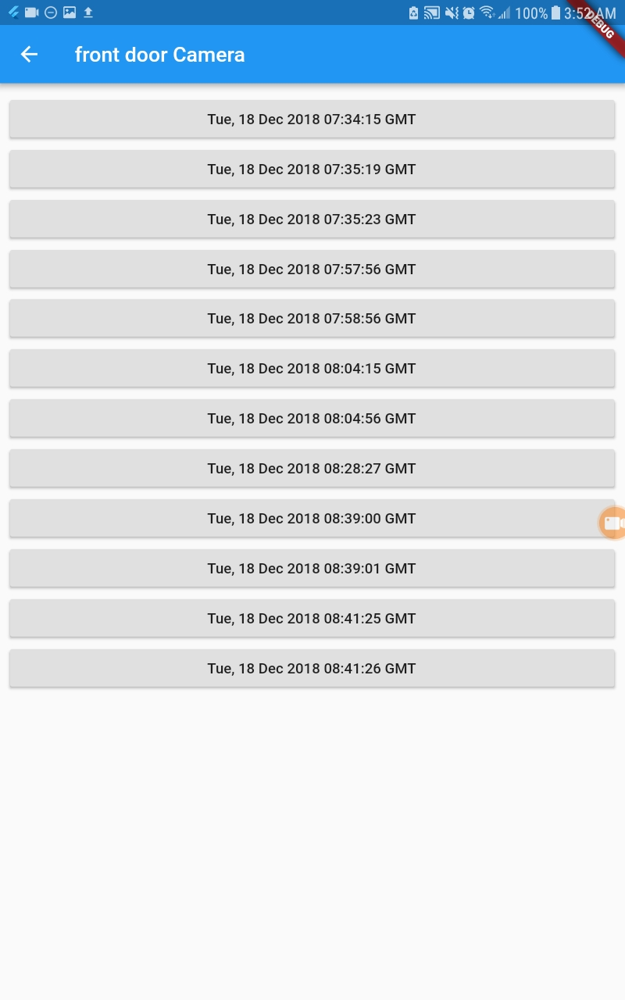 100% 3:52 AM
DEBUG
front door Camera
Tue, 18 Dec 2018 07:34:15 GMT
Tue, 18 Dec 2018 07:35:19 GMT
Tue, 18 Dec 2018 07:35:23 GMT
Tue, 18 Dec 2018 07:57:56 GMT
Tue, 18 Dec 2018 07:58:56 GMT
Tue, 18 Dec 2018 08:04:15 GMT
Tue, 18 Dec 2018 08:04:56 GMT
Tue, 18 Dec 2018 08:28:27 GMT
Tue, 18 Dec 2018 08:39:00 GMT
Tue, 18 Dec 2018 08:39:01 GMT
Tue, 18 Dec 2018 08:41:25 GMT
Tue, 18 Dec 2018 08:41:26 GMT